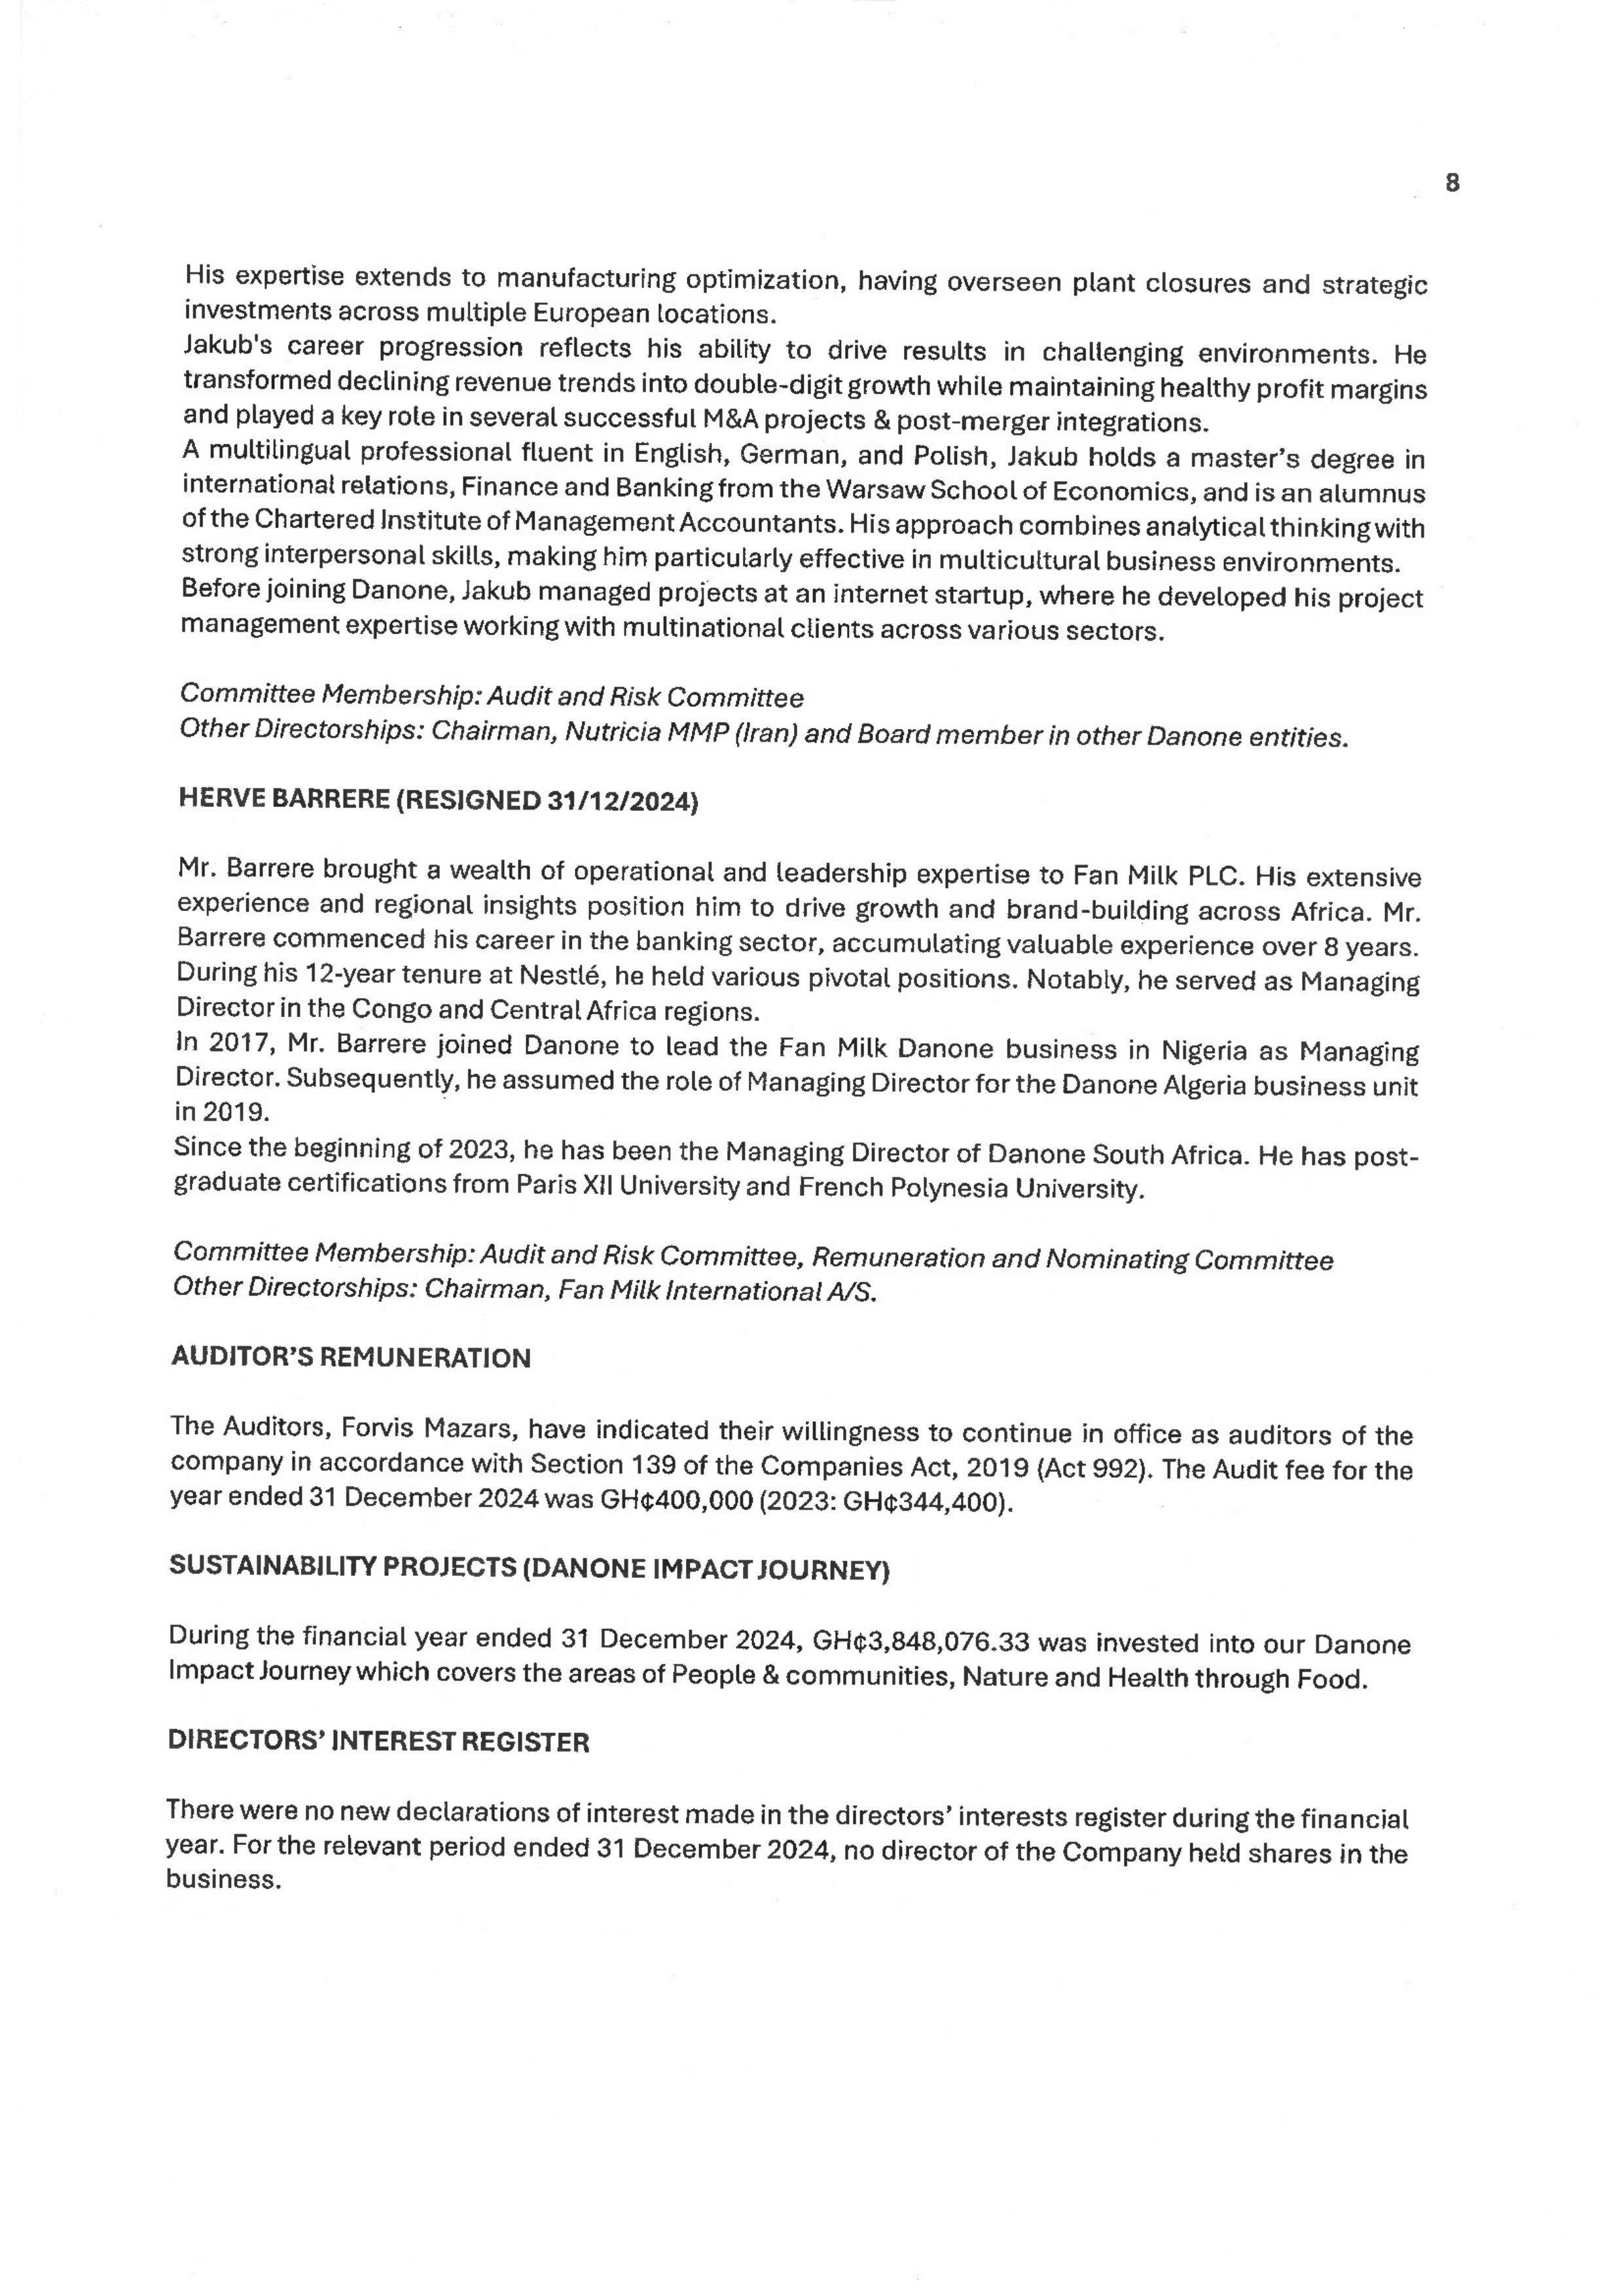 8
His expertise extends to manufacturing optimization, having overseen plant closures and strategic
investments across multiple European locations.
Jakub's career progression reflects his ability to drive results in challenging environments. He
transformed declining revenue trends into double-digit growth while maintaining healthy profit margins
and played a key role in several successful M&A projects & post-merger integrations.
A multilingual professional fluent in English, German, and Polish, Jakub holds a master's degree in
international relations, Finance and Banking from the Warsaw School of Economics, and is an alumnus
of the Chartered Institute of Management Accountants. His approach combines analytical thinking with
strong interpersonal skills, making him particularly effective in multicultural business environments.
Before joining Danone, Jakub managed projects at an internet startup, where he developed his project
management expertise working with multinational clients across various sectors.
Committee Membership: Audit and Risk Committee
Other Directorships: Chairman, Nutricia MMP (Iran) and Board member in other Danone entities.
HERVE BARRERE (RESIGNED 31/12/2024)
Mr. Barrere brought a wealth of operational and leadership expertise to Fan Milk PLC. His extensive
experience and regional insights position him to drive growth and brand-building across Africa. Mr.
Barrere commenced his career in the banking sector, accumulating valuable experience over 8 years.
During his 12-year tenure at Nestlé, he held various pivotal positions. Notably, he served as Managing
Director in the Congo and Central Africa regions.
In 2017, Mr. Barrere joined Danone to lead the Fan Milk Danone business in Nigeria as Managing
Director. Subsequently, he assumed the role of Managing Director for the Danone Algeria business unit
in 2019.
Since the beginning of 2023, he has been the Managing Director of Danone South Africa. He has post-
graduate certifications from Paris XII University and French Polynesia University.
Committee Membership: Audit and Risk Committee, Remuneration and Nominating Committee
Other Directorships: Chairman, Fan Milk International A/S.
AUDITOR'S REMUNERATION
The Auditors, Forvis Mazars, have indicated their willingness to continue in office as auditors of the
company in accordance with Section 139 of the Companies Act, 2019 (Act 992). The Audit fee for the
year ended 31 December 2024 was GH¢400,000 (2023: GH¢344,400).
SUSTAINABILITY PROJECTS (DANONE IMPACT JOURNEY)
During the financial year ended 31 December 2024, GH¢3,848,076.33 was invested into our Danone
Impact Journey which covers the areas of People & communities, Nature and Health through Food.
DIRECTORS' INTEREST REGISTER
There were no new declarations of interest made in the directors' interests register during the financial
year. For the relevant period ended 31 December 2024, no director of the Company held shares in the
business.